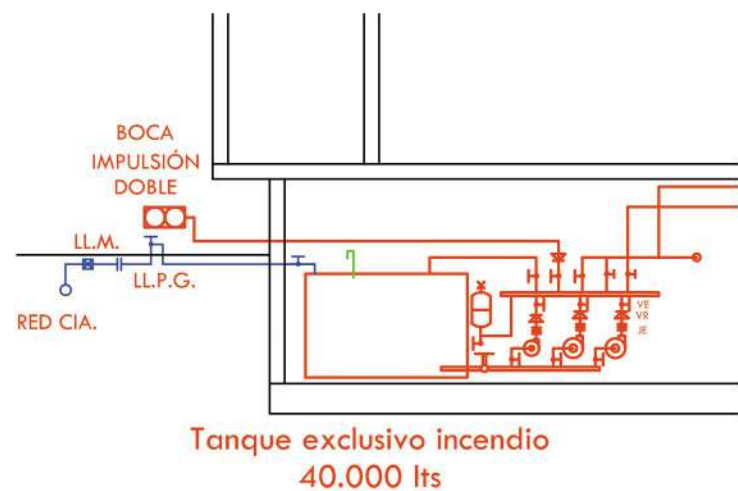 BOCA
IMPULSIÓN
DOBLE
LL.M.
LL.P.G.
RED CIA.
VE
VR
JE
Tanque exclusivo incendio
40.000 lts